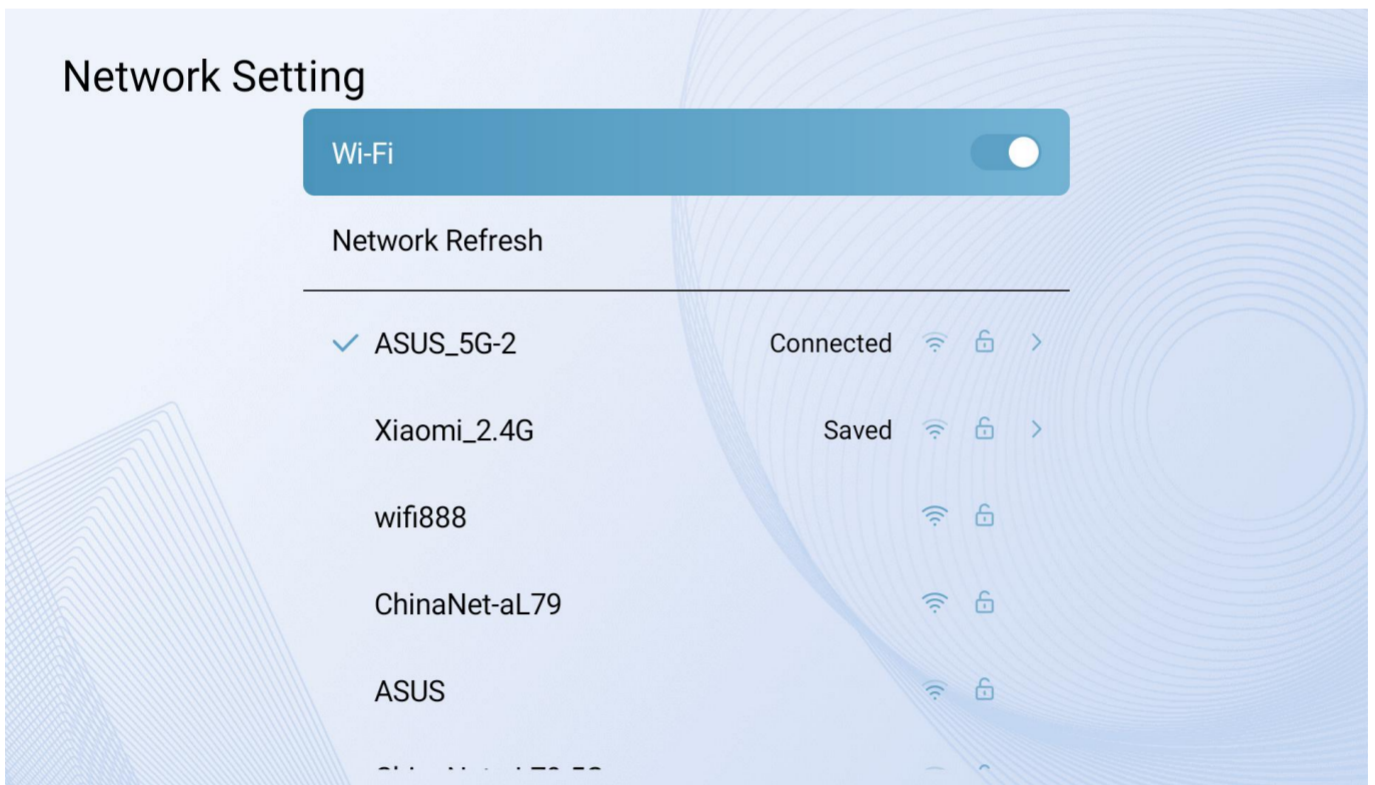 Network Setting
Wi-Fi
Network Refresh
ASUS_5G-2 Connected
Xiaomi_2.4G Saved
wifi888
ChinaNet-aL79
ASUS